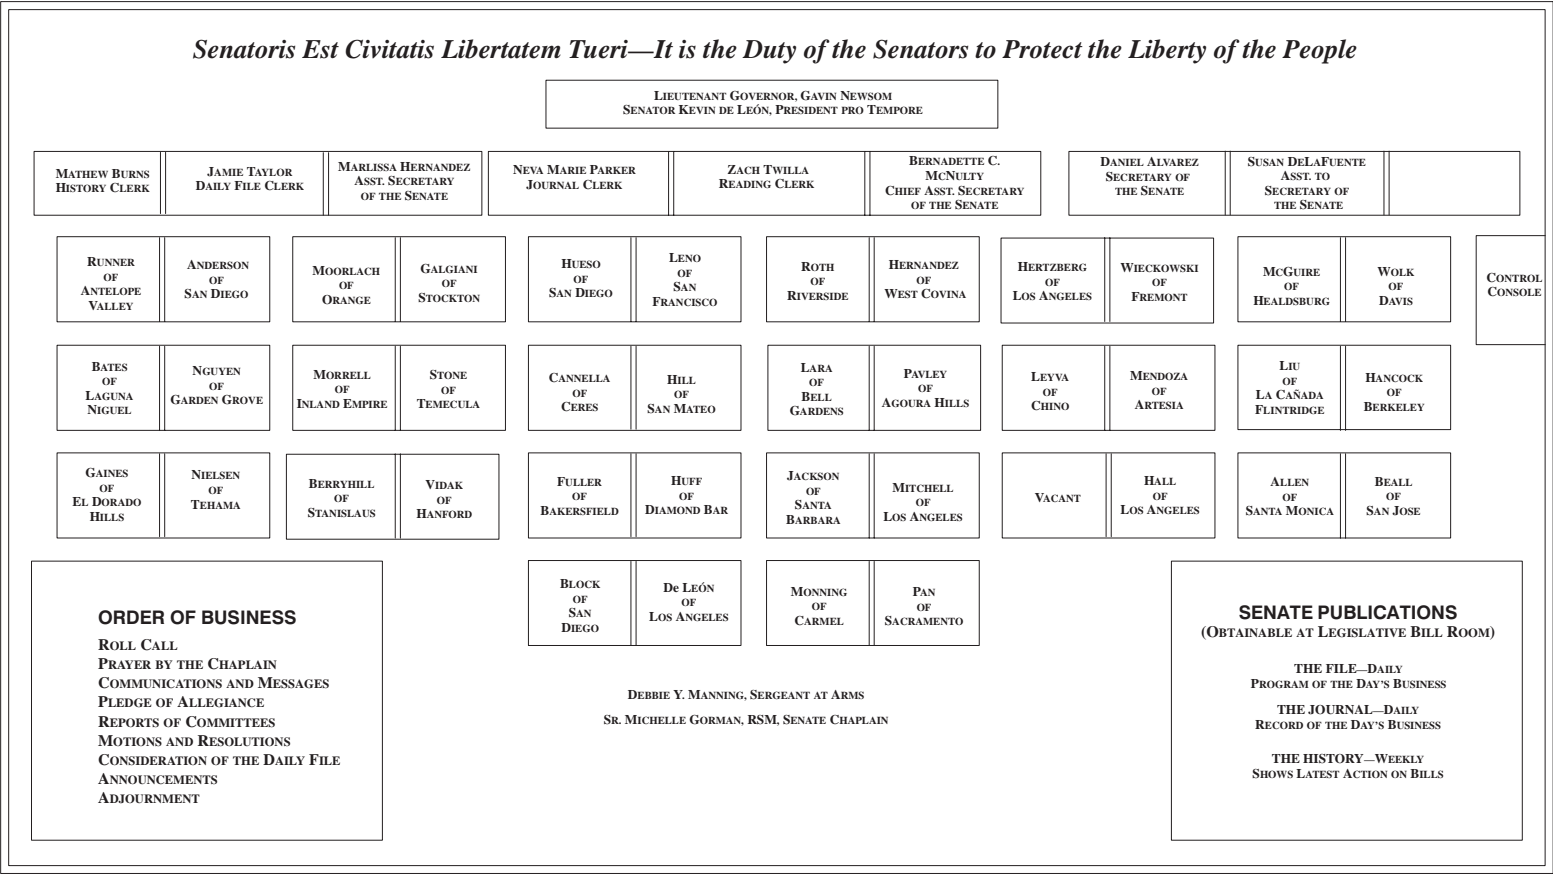 Senatoris Est Civitatis Libertatem Tueri—It is the Duty of the Senators to Protect the Liberty of the People
Lieutenant Governor, Gavin Newsom
Senator Kevin de León, President pro Tempore
Mathew Burns
History Clerk
Jamie Taylor
Daily File Clerk
Marlissa Hernandez
Asst. Secretary
of the Senate
Neva Marie Parker
Journal Clerk
Zach Twilla
Reading Clerk
Bernadette C.
McNulty
Chief Asst. Secretary
of the Senate
Daniel Alvarez
Secretary of
the Senate
Susan DeLaFuente
Asst. to
Secretary of
the Senate
Runner
of
Antelope
Valley
Anderson
of
San Diego
Moorlach
of
Orange
Galgiani
of
Stockton
Hueso
of
San Diego
Leno
of
San
Francisco
Roth
of
Riverside
Hernandez
of
West Covina
Hertzberg
of
Los Angeles
Wieckowski
of
Fremont
McGuire
of
Healdsburg
Wolk
of
Davis
Control
Console
Bates
of
Laguna
Niguel
Nguyen
of
Garden Grove
Morrell
of
Inland Empire
Stone
of
Temecula
Cannella
of
Ceres
Hill
of
San Mateo
Lara
of
Bell
Gardens
Pavley
of
Agoura Hills
Leyva
of
Chino
Mendoza
of
Artesia
Liu
of
La Cañada
Flintridge
Hancock
of
Berkeley
Gaines
of
El Dorado
Hills
Nielsen
of
Tehama
Berryhill
of
Stanislaus
Vidak
of
Hanford
Fuller
of
Bakersfield
Huff
of
Diamond Bar
Jackson
of
Santa
Barbara
Mitchell
of
Los Angeles
Vacant
Hall
of
Los Angeles
Allen
of
Santa Monica
Beall
of
San Jose
Block
of
San
Diego
De León
of
Los Angeles
Monning
of
Carmel
Pan
of
Sacramento
ORDER OF BUSINESS
Roll Call
Prayer by the Chaplain
Communications and Messages
Pledge of Allegiance
Reports of Committees
Motions and Resolutions
Consideration of the Daily File
Announcements
Adjournment
Debbie Y. Manning, Sergeant at Arms
Sr. Michelle Gorman, RSM, Senate Chaplain
SENATE PUBLICATIONS
(Obtainable at Legislative Bill Room)
THE FILE—Daily
Program of the Day's Business
THE JOURNAL—Daily
Record of the Day's Business
THE HISTORY—Weekly
Shows Latest Action on Bills